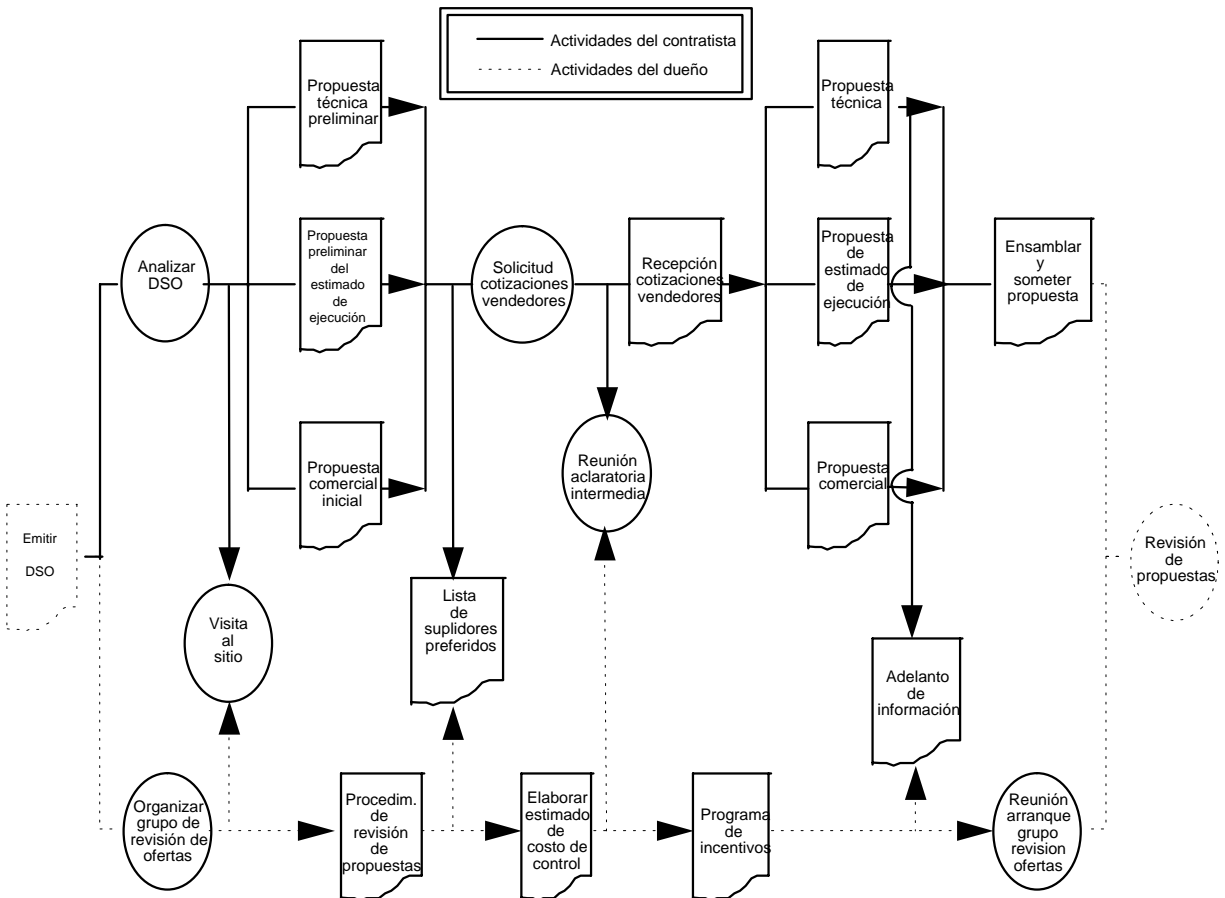 Actividades del contratista
Actividades del dueño
Propuesta
técnica
preliminar
Propuesta
técnica
Analizar
DSO
Propuesta
preliminar
del
estimado
de
ejecución
Solicitud
cotizaciones
vendedores
Recepción
cotizaciones
vendedores
Propuesta
de
estimado
de
ejecución
Ensamblar
y
someter
propuesta
Propuesta
comercial
inicial
Reunión
aclaratoria
intermedia
Propuesta
comercial
Emitir
DSO
Revisión
de
propuestas
Visita
al
sitio
Lista
de
suplidores
preferidos
Adelanto
de
información
Organizar
grupo de
revisión de
ofertas
Procedim.
de
revisión
de
propuestas
Elaborar
estimado
de
costo de
control
Programa
de
incentivos
Reunión
arranque
grupo
revision
ofertas